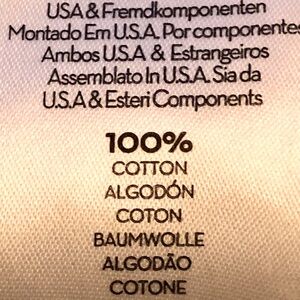 USA & Fremdkomponenten
Montado Em U.S.A. Por componentes
Ambos U.S.A & Estrangeiros
Assemblato In U.S.A. Sia da
U.S.A & Esteri Components
100%
COTTON
ALGODÓN
COTON
BAUMWOLLE
ALGODÃO
COTONE